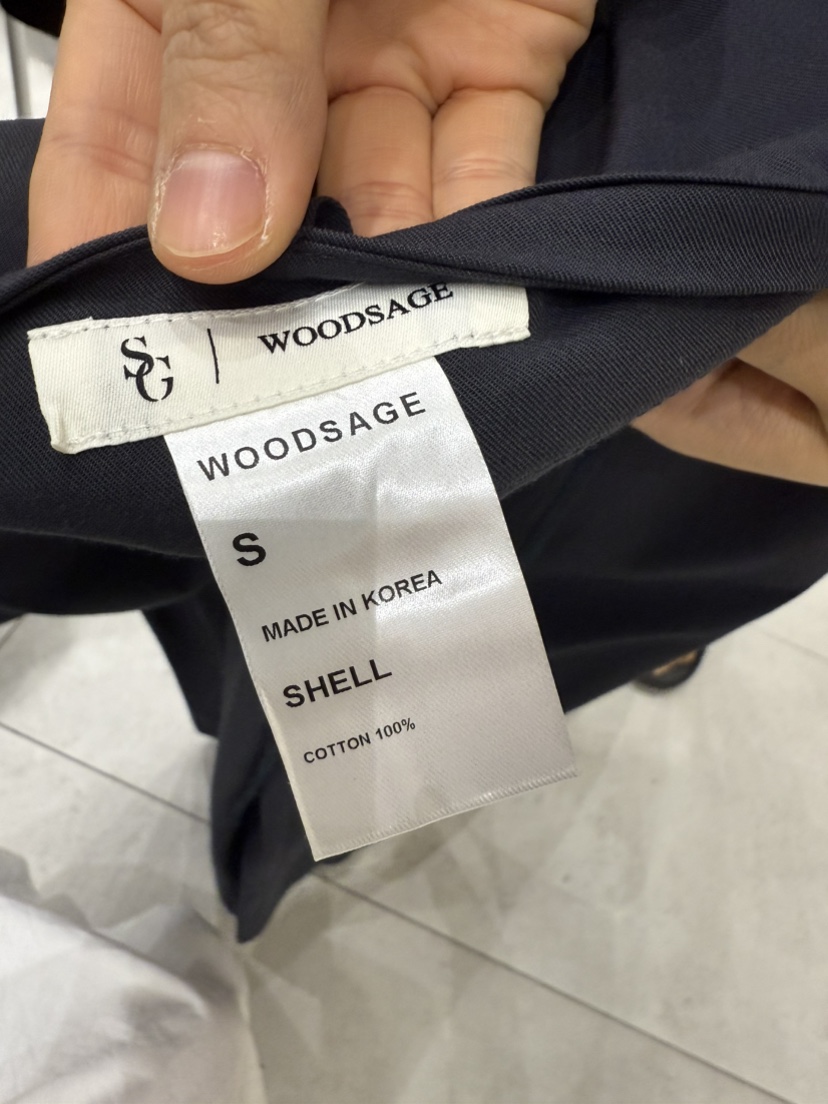 SG | WOODSAGE
WOODSAGE
S
MADE IN KOREA
SHELL
COTTON 100%